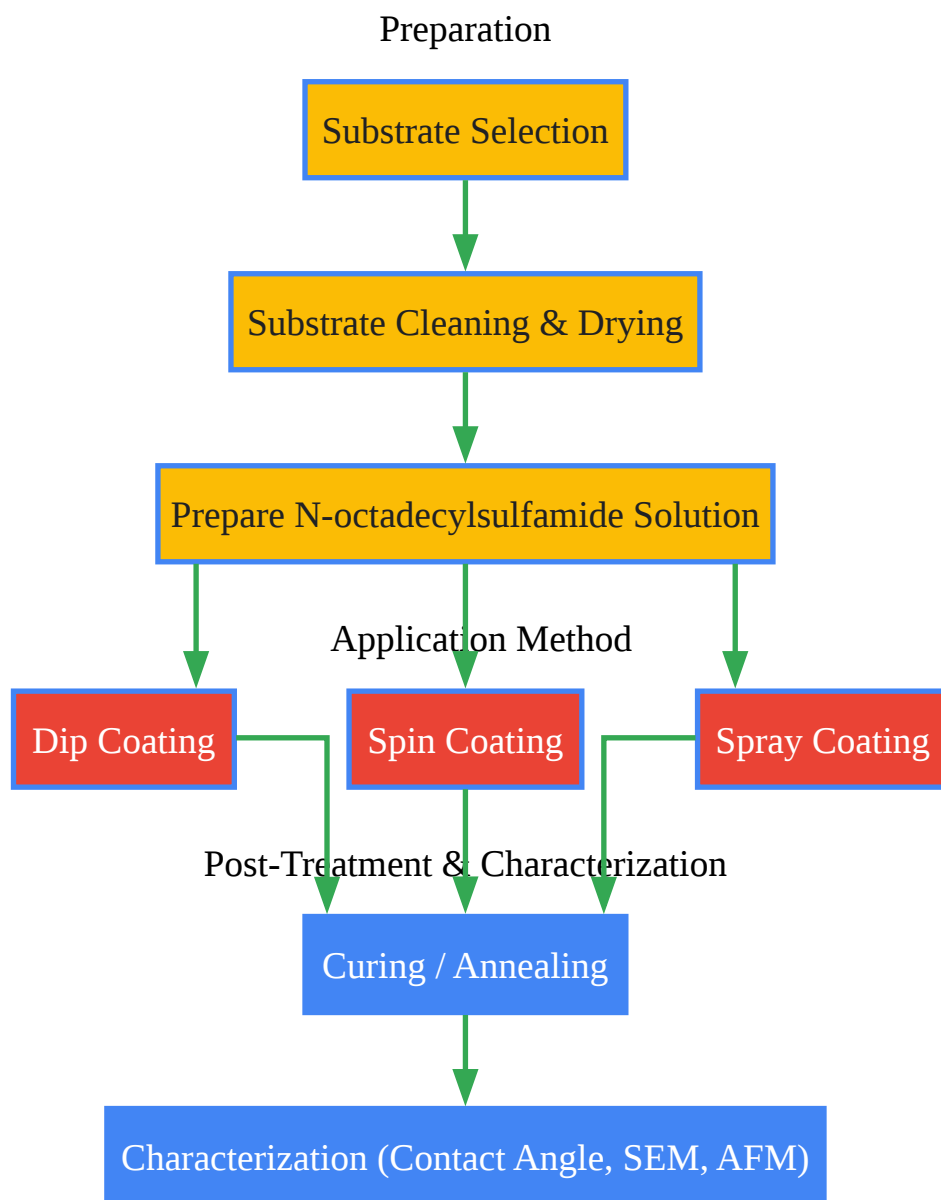 Preparation
Substrate Selection
Substrate Cleaning & Drying
Prepare N-octadecylsulfamide Solution
Application Method
Dip Coating
Spin Coating
Spray Coating
Post-Treatment & Characterization
Curing / Annealing
Characterization (Contact Angle, SEM, AFM)